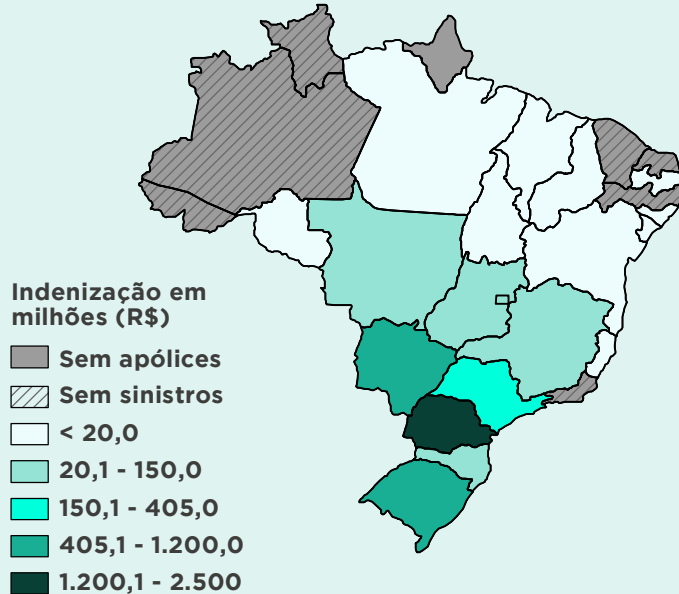 Indenização em
milhões (R$)
Sem apólices
Sem sinistros
< 20,0
20,1 - 150,0
150,1 - 405,0
405,1 - 1.200,0
1.200,1 - 2.500